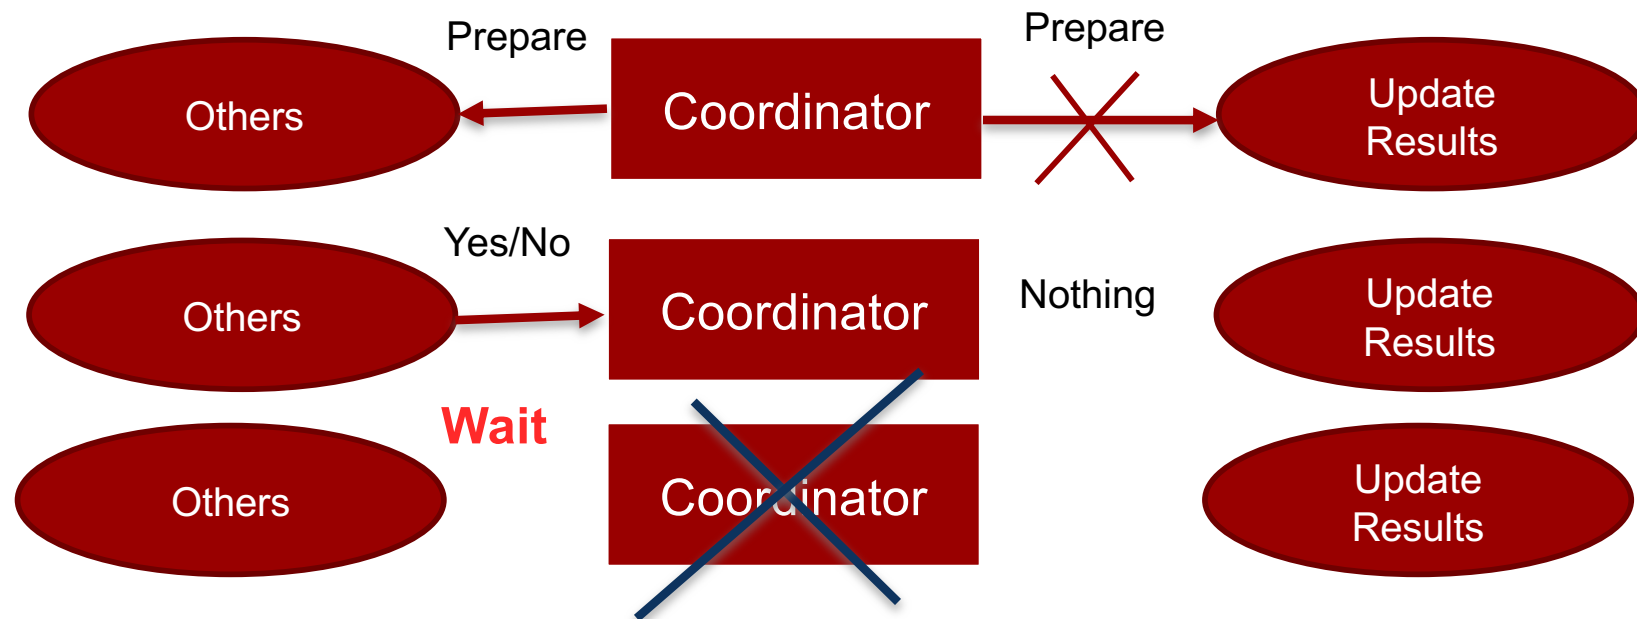 Prepare
Prepare
Others
Coordinator
Update
Results
Yes/No
Others
Coordinator
Nothing
Update
Results
Wait
Others
Coordinator
Update
Results